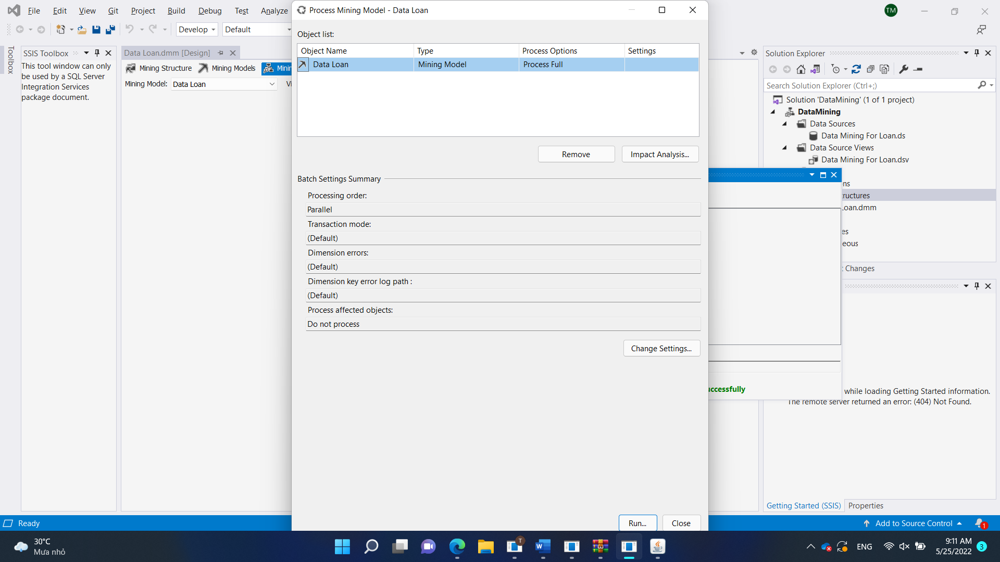 File Edit View Git Project Build Debug Test Analyze
Process Mining Model - Data Loan
TM
Develop Default
Toolbox
SSIS Toolbox
This tool window can only
be used by a SQL Server
Integration Services
package document.
Data Loan.dmm [Design]
Mining Structure Mining Models
Mining Model: Data Loan
Object list:
Object Name Type Process Options Settings
Data Loan Mining Model Process Full
Remove Impact Analysis...
Batch Settings Summary
Processing order:
Parallel
Transaction mode:
(Default)
Dimension errors:
(Default)
Dimension key error log path :
(Default)
Process affected objects:
Do not process
Change Settings...
Run... Close
Solution Explorer
Search Solution Explorer (Ctrl+;)
Solution 'DataMining' (1 of 1 project)
DataMining
Data Sources
Data Mining For Loan.ds
Data Source Views
Data Mining For Loan.dsv
ns
ructures
Loan.dmm
es
eous
t Changes
uccessfully
while loading Getting Started information.
The remote server returned an error: (404) Not Found.
Getting Started (SSIS) Properties
Ready
Add to Source Control
1
30°C
Mưa nhỏ
T
ENG
9:11 AM
5/25/2022
3